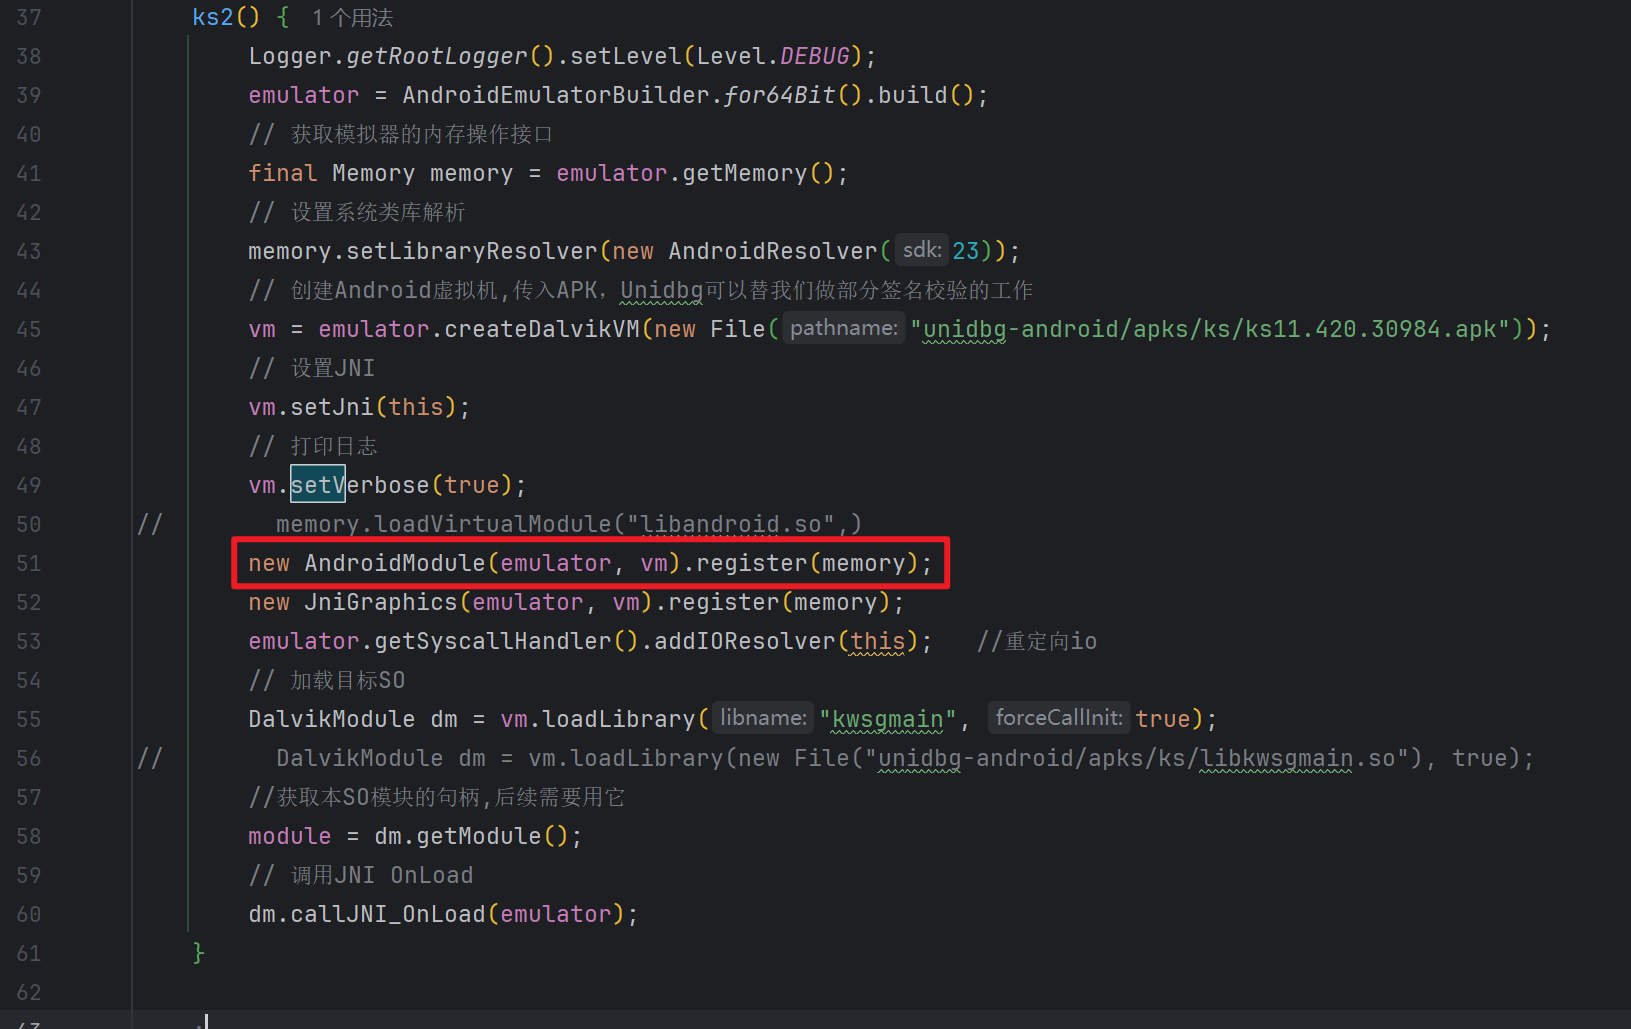 37 ks2() { 1 个用法
38 Logger.getRootLogger().setLevel(Level.DEBUG);
39 emulator = AndroidEmulatorBuilder.for64Bit().build();
40 // 获取模拟器的内存操作接口
41 final Memory memory = emulator.getMemory();
42 // 设置系统类库解析
43 memory.setLibraryResolver(new AndroidResolver( sdk: 23));
44 // 创建Android虚拟机,传入APK，Unidbg可以替我们做部分签名校验的工作
45 vm = emulator.createDalvikVM(new File( pathname: "unidbg-android/apks/ks/ks11.420.30984.apk"));
46 // 设置JNI
47 vm.setJni(this);
48 // 打印日志
49 vm.setVerbose(true);
50 // memory.loadVirtualModule("libandroid.so",)
51 new AndroidModule(emulator, vm).register(memory);
52 new JniGraphics(emulator, vm).register(memory);
53 emulator.getSyscallHandler().addIOResolver(this); //重定向io
54 // 加载目标SO
55 DalvikModule dm = vm.loadLibrary( libname: "kwsgmain", forceCallInit: true);
56 // DalvikModule dm = vm.loadLibrary(new File("unidbg-android/apks/ks/libkwsgmain.so"), true);
57 //获取本SO模块的句柄,后续需要用它
58 module = dm.getModule();
59 // 调用JNI OnLoad
60 dm.callJNI_OnLoad(emulator);
61 }
62